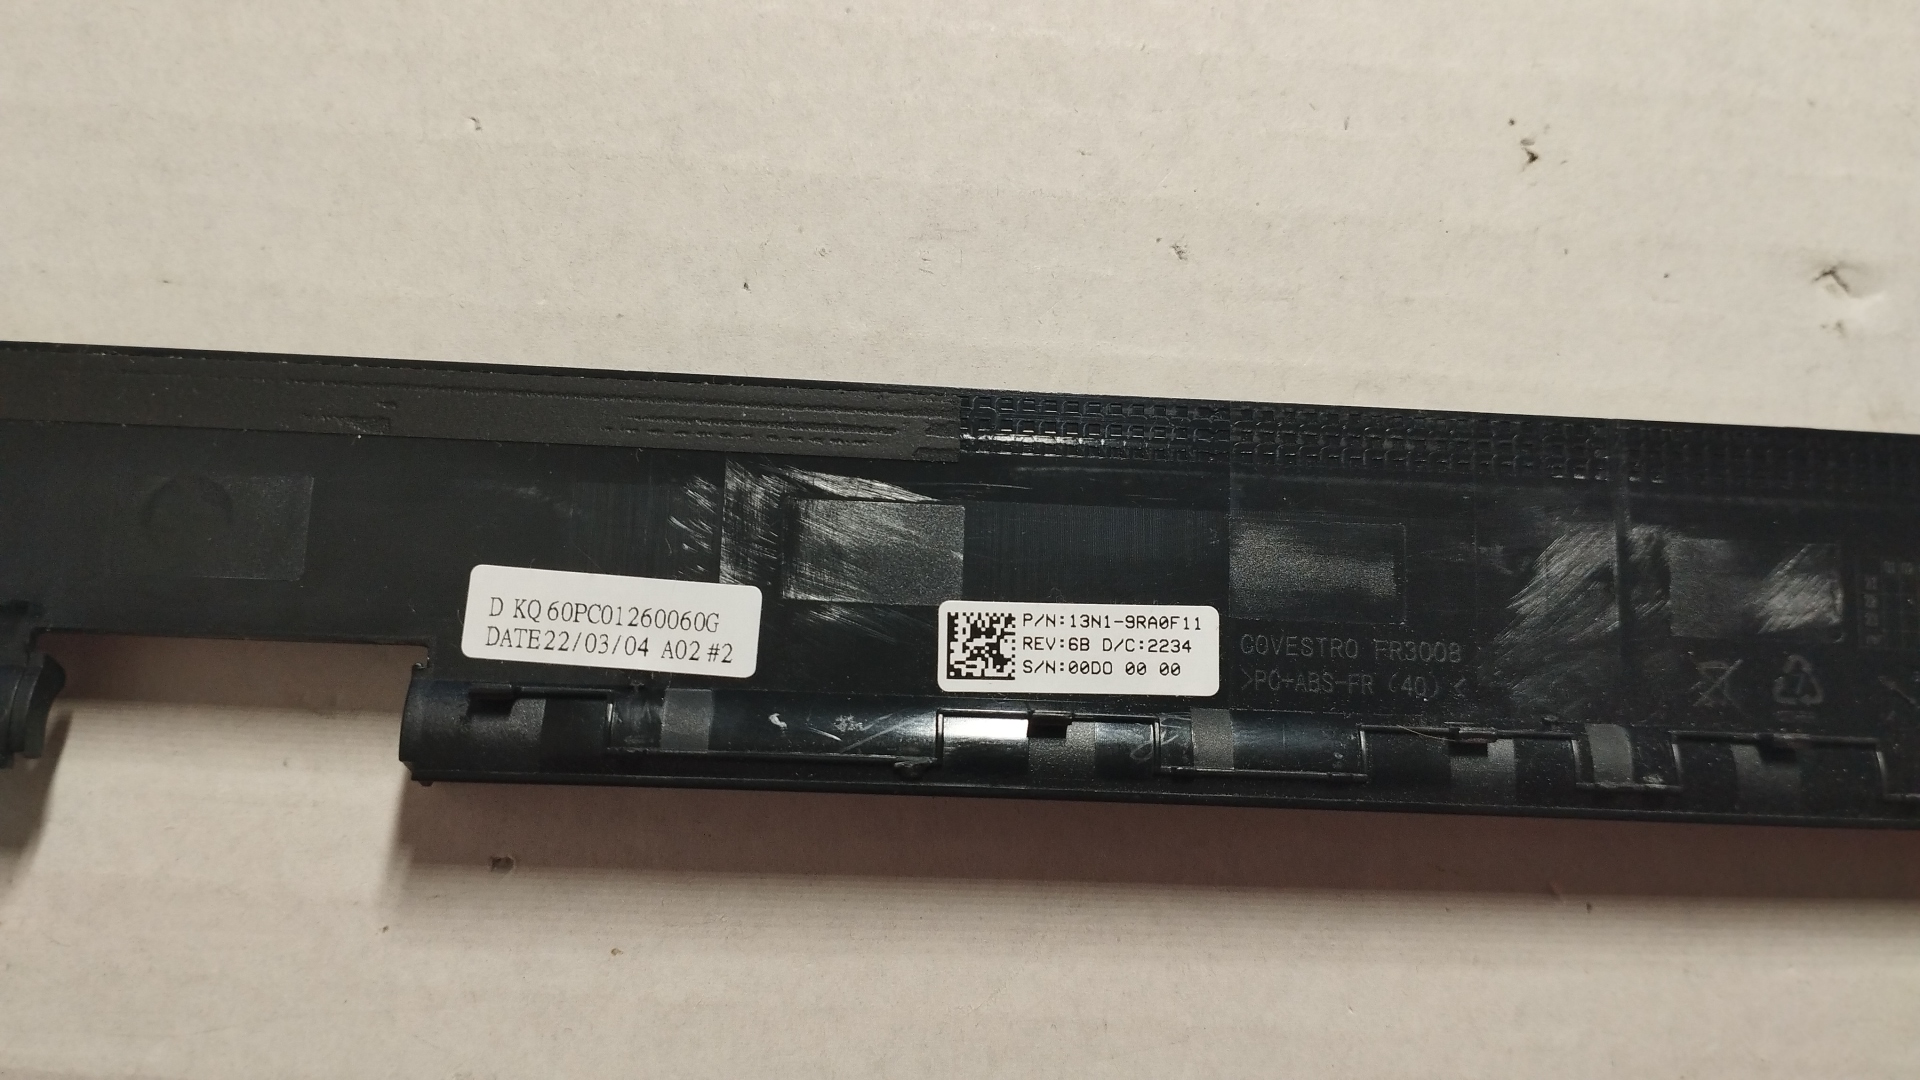 D KQ 60PC01260060G
DATE22/03/04 A02 #2
P/N:13N1-9RA0F11
REV:6B D/C:2234
S/N:00DO 00 00
COVESTRO FR3008
>PC+ABS-FR (40)<